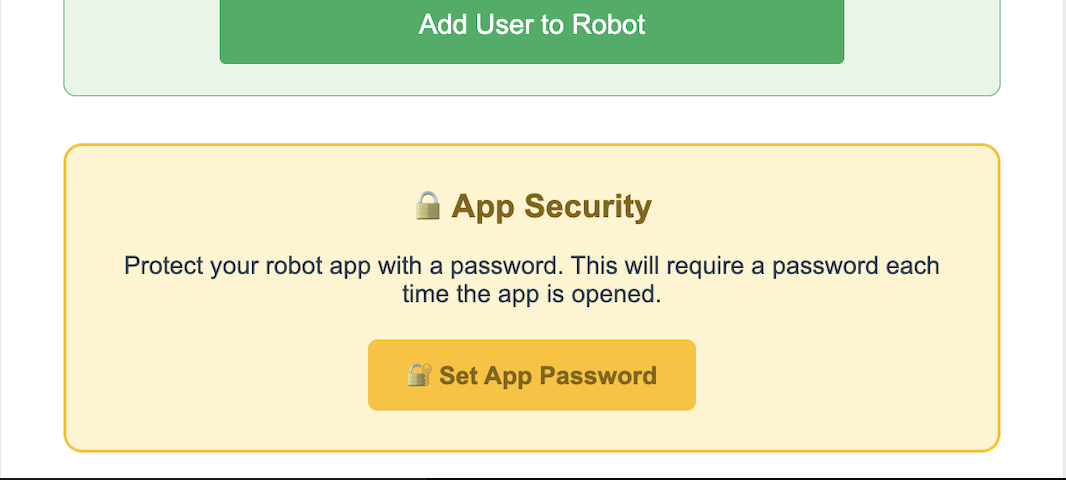 Add User to Robot
🔒 App Security
Protect your robot app with a password. This will require a password each
time the app is opened.
🔐 Set App Password